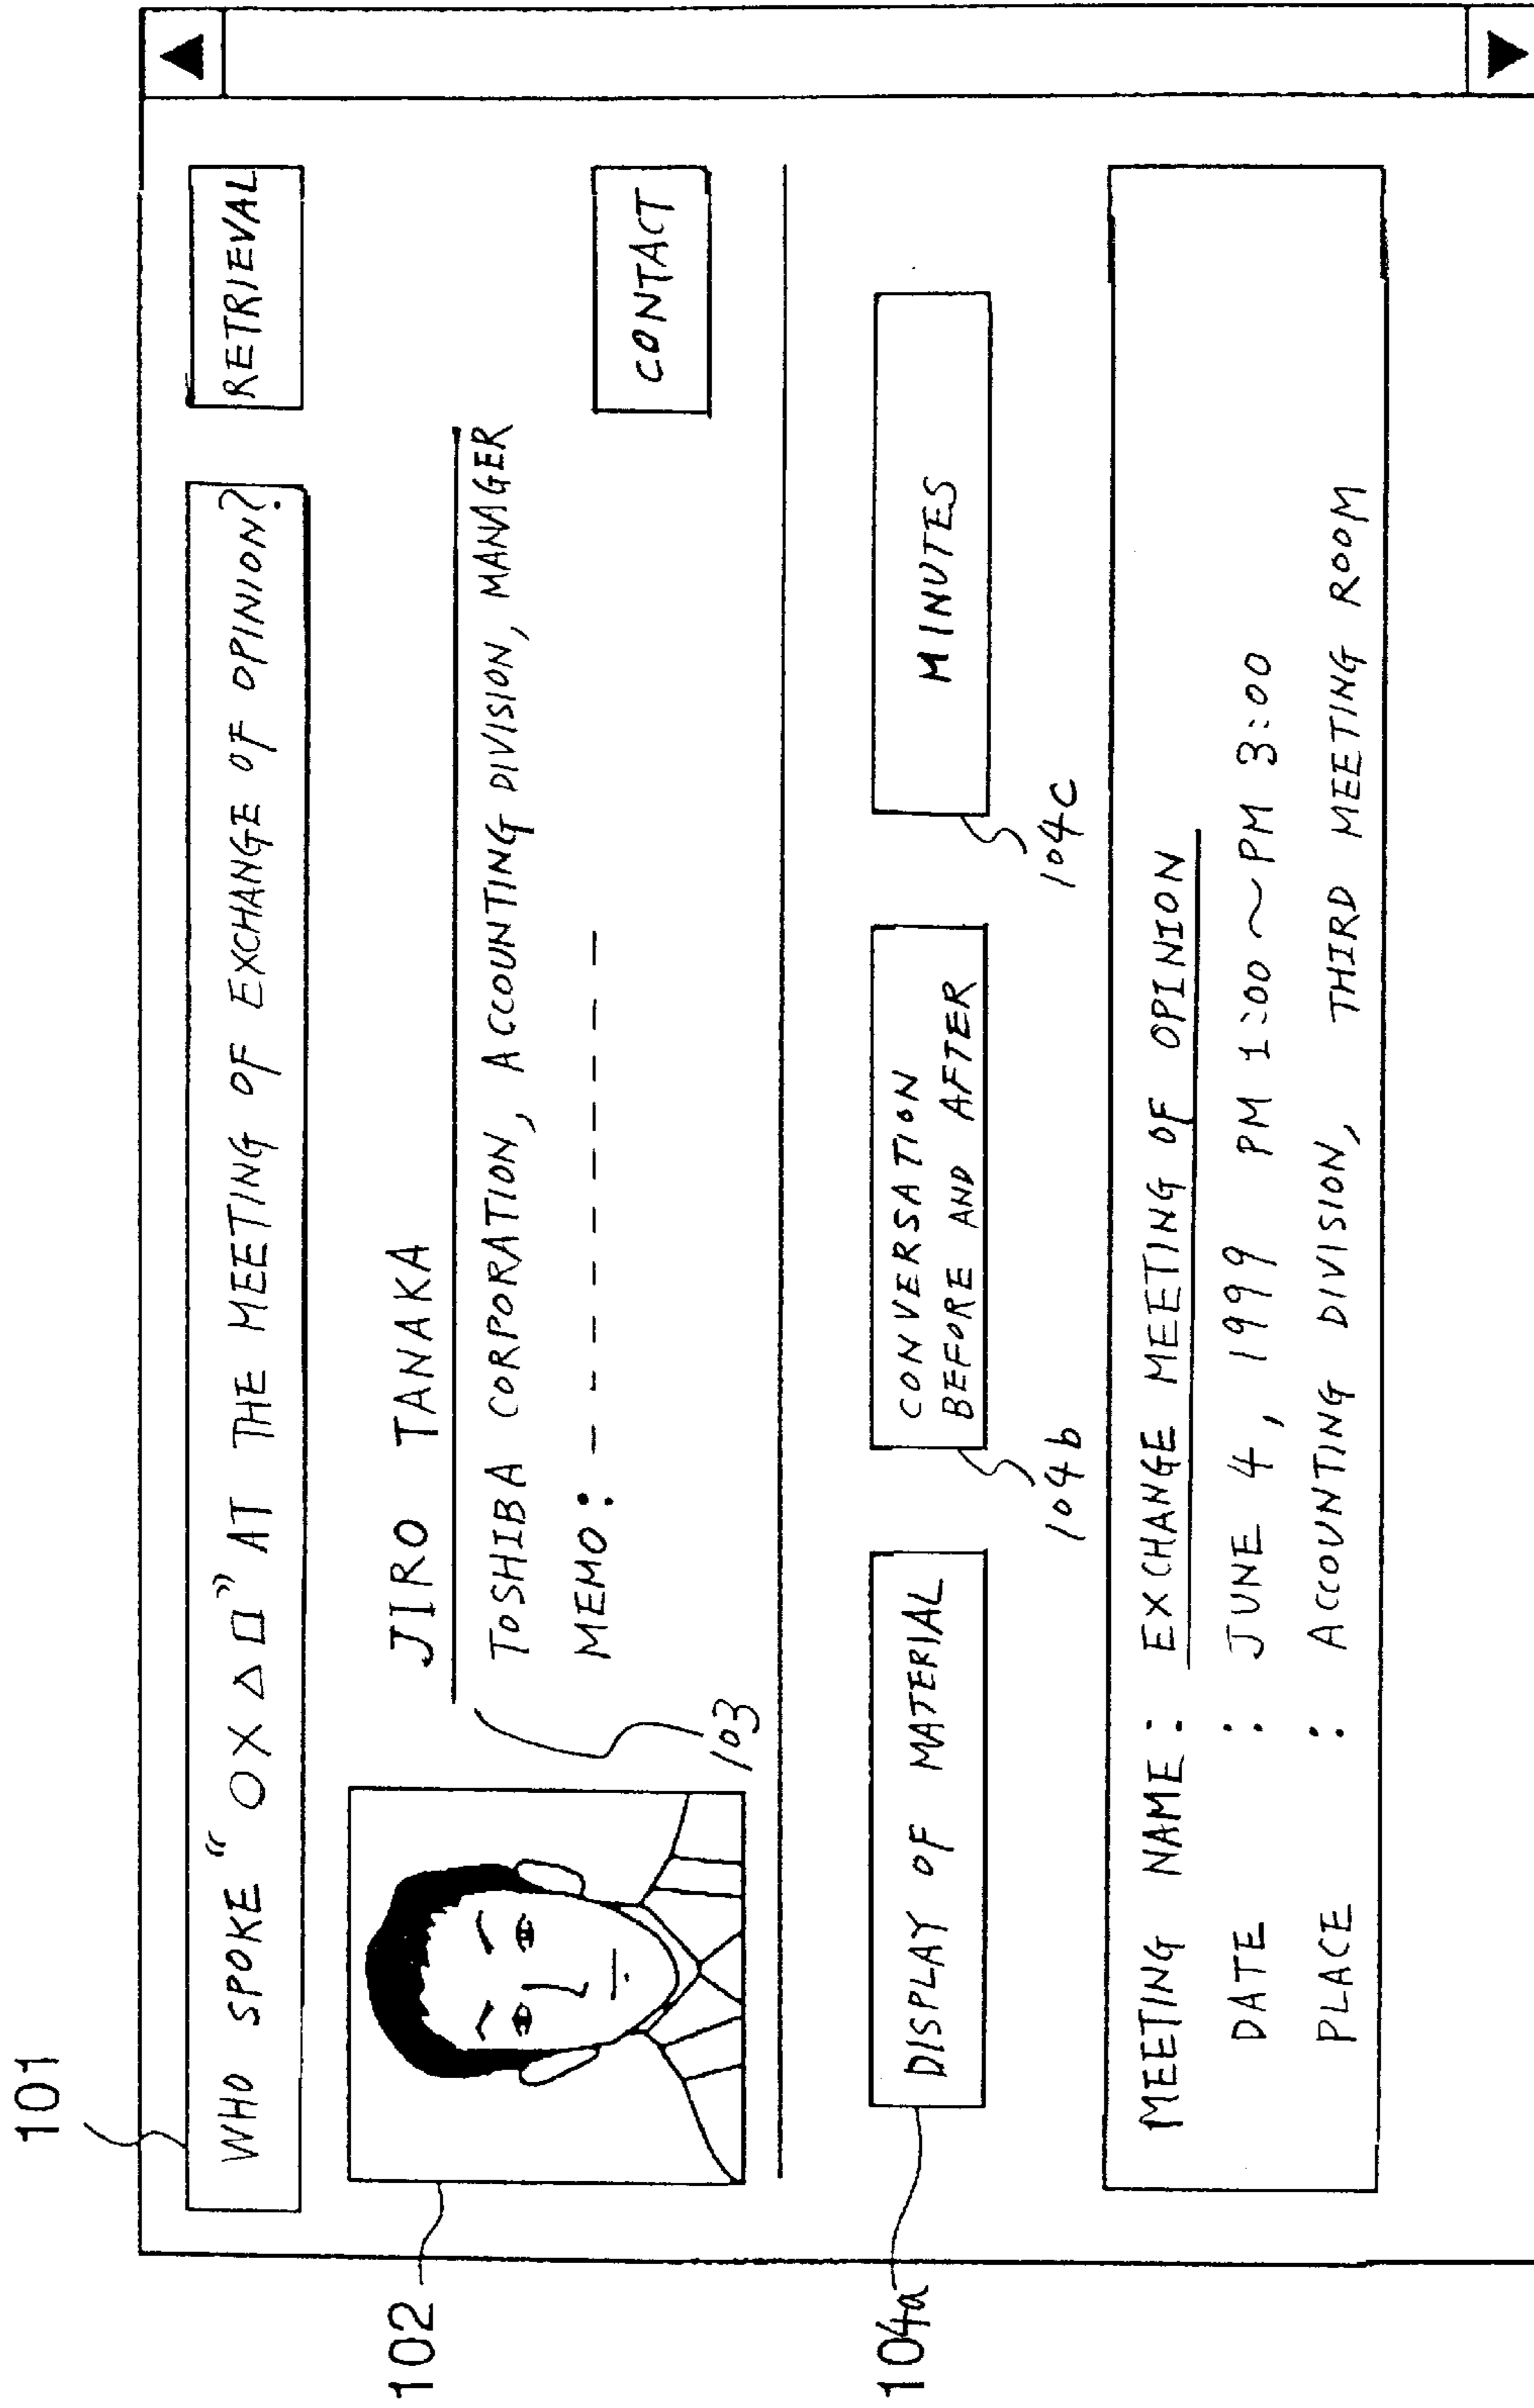 101
WHO SPOKE “ ○ X △ □ ” AT THE MEETING OF EXCHANGE OF OPINION?
RETRIEVAL
102
JIRO TANAKA
TOSHIBA CORPORATION, ACCOUNTING DIVISION, MANAGER
MEMO : – – – – – – – – – –
CONTACT
103
104a
DISPLAY OF MATERIAL
CONVERSATION
BEFORE AND AFTER
MINUTES
104b
104c
MEETING NAME : EXCHANGE MEETING OF OPINION
DATE : JUNE 4, 1999 PM 1:00 ~ PM 3:00
PLACE : ACCOUNTING DIVISION, THIRD MEETING ROOM